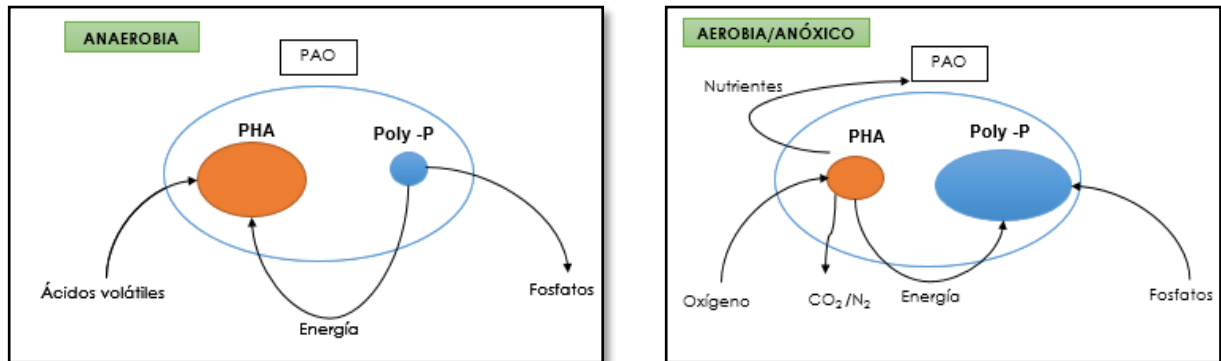 ANAEROBIA
PAO
PHA
Poly -P
Ácidos volátiles
Fosfatos
Energía
AEROBIA/ANÓXICO
PAO
Nutrientes
PHA
Poly -P
Oxígeno
CO₂/N₂
Energía
Fosfatos